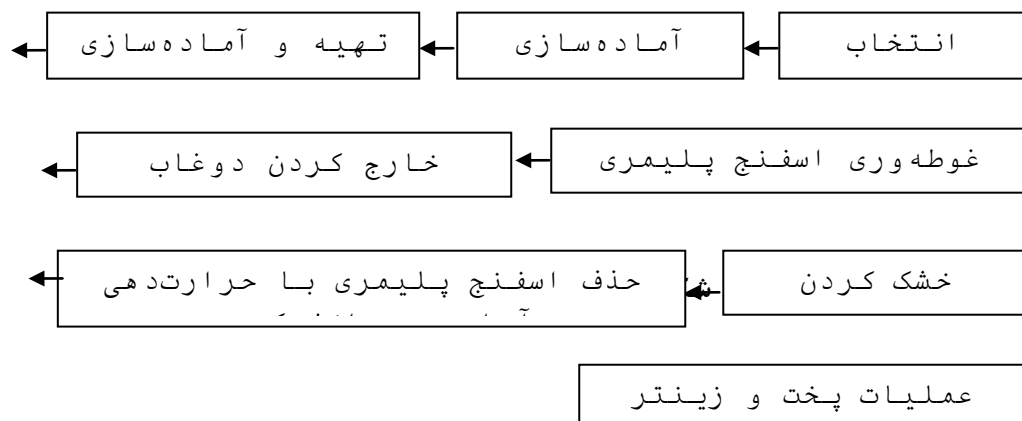 انتخاب
آماده‌سازی
تهیه و آماده‌سازی
غوطه‌وری اسفنج پلیمری
خارج کردن دوغاب
خشک کردن
حذف اسفنج پلیمری با حرارت‌دهی
عملیات پخت و زینتر